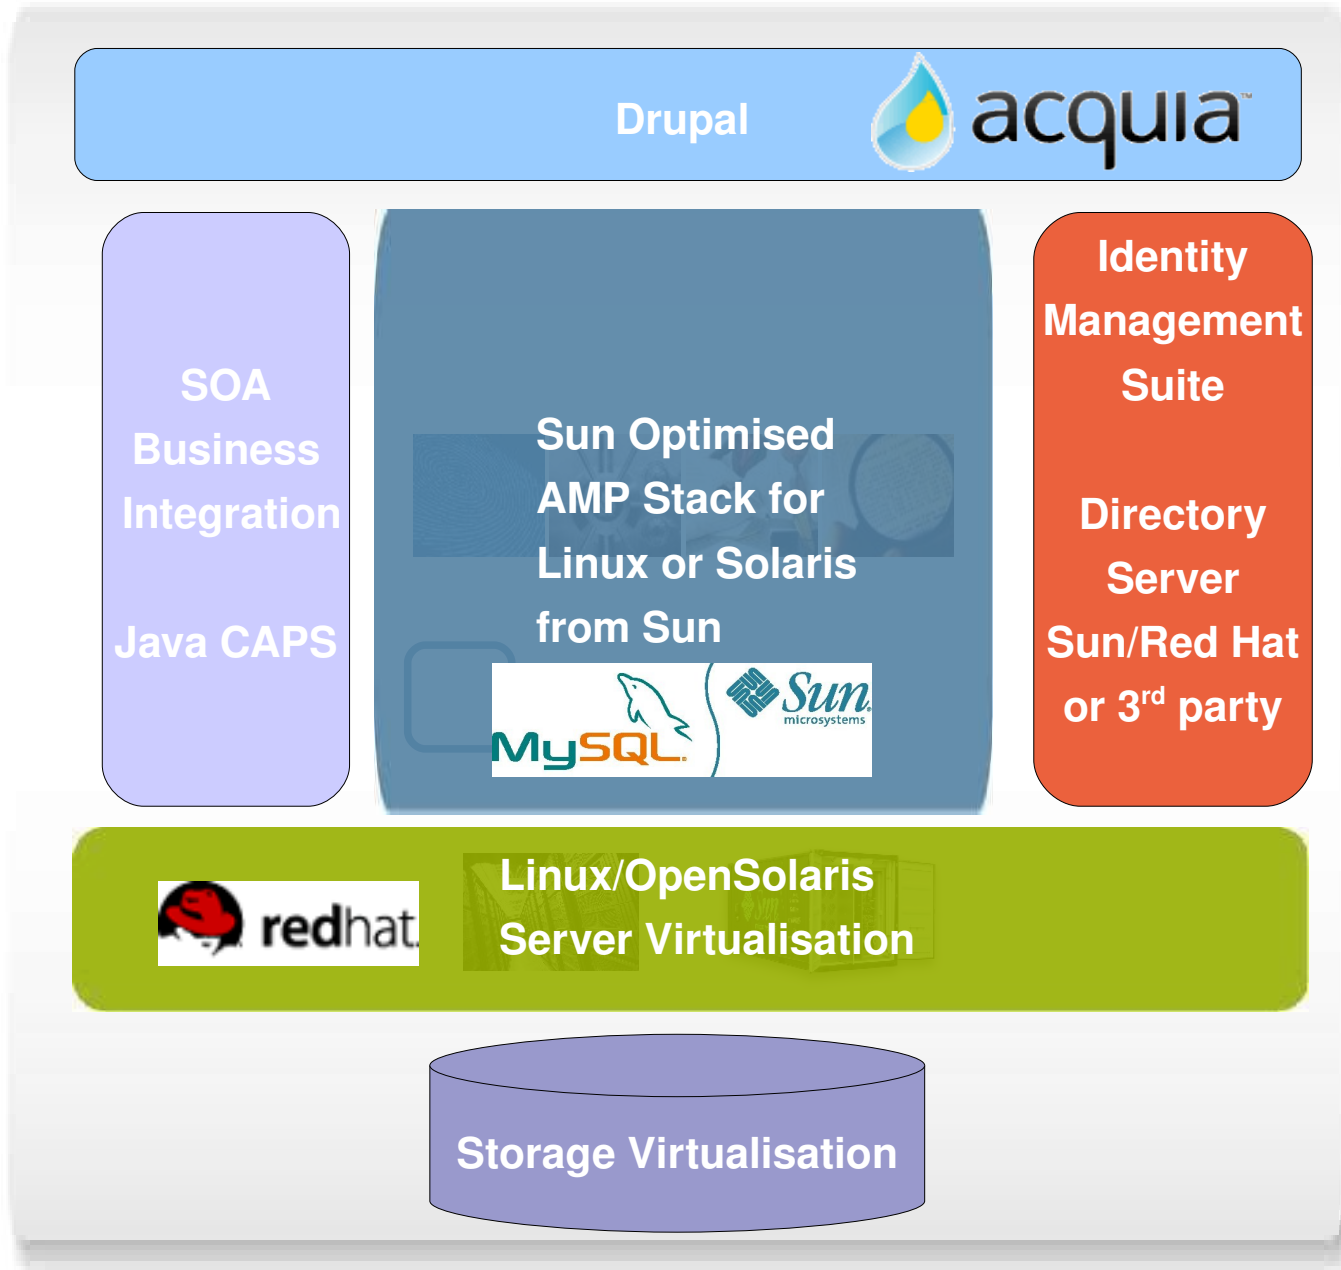 Drupal
acquia™
SOA
Business
Integration
Java CAPS
Sun Optimised
AMP Stack for
Linux or Solaris
from Sun
MySQL.
Sun.
microsystems
Identity
Management
Suite
Directory
Server
Sun/Red Hat
or 3rd party
redhat.
Linux/OpenSolaris
Server Virtualisation
Storage Virtualisation